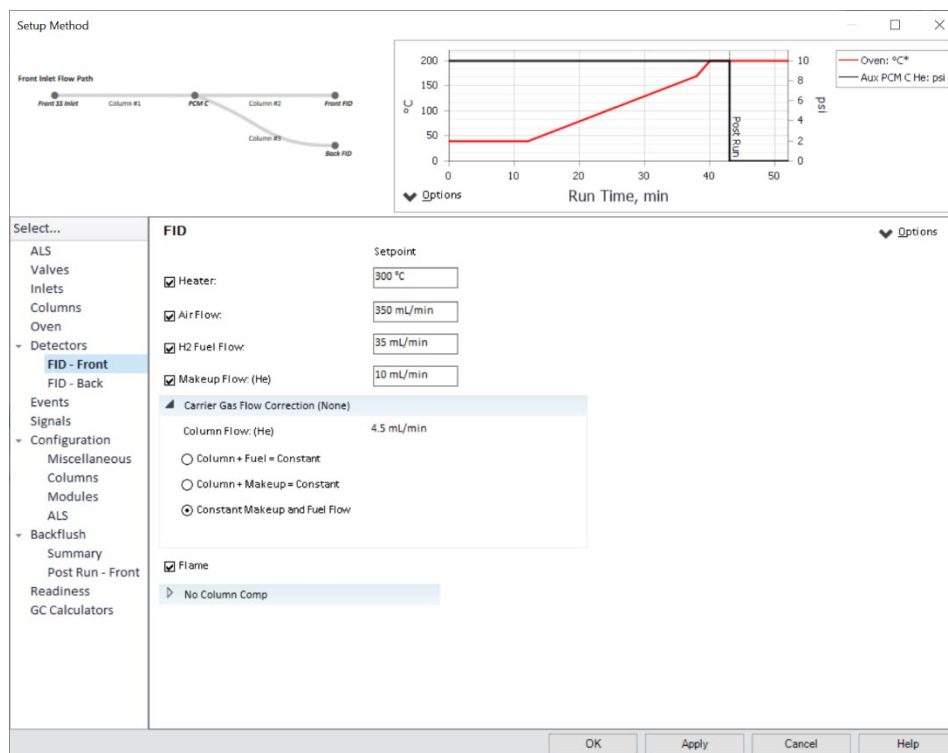 Setup Method
Front Inlet Flow Path
Front SS Inlet Column #1 PCM C Column #2 Front FID
Column #3
Back FID
200
150
100
50
0
°C
10
8
6
4
2
0
psi
Post Run
0 10 20 30 40 50
Run Time, min
Options
Oven: °C*
Aux PCM C He: psi
Select...
ALS
Valves
Inlets
Columns
Oven
Detectors
FID - Front
FID - Back
Events
Signals
Configuration
Miscellaneous
Columns
Modules
ALS
Backflush
Summary
Post Run - Front
Readiness
GC Calculators
FID
Options
Setpoint
Heater: 300 °C
Air Flow: 350 mL/min
H2 Fuel Flow: 35 mL/min
Makeup Flow: (He) 10 mL/min
Carrier Gas Flow Correction (None)
Column Flow: (He) 4.5 mL/min
Column + Fuel = Constant
Column + Makeup = Constant
Constant Makeup and Fuel Flow
Flame
No Column Comp
OK Apply Cancel Help